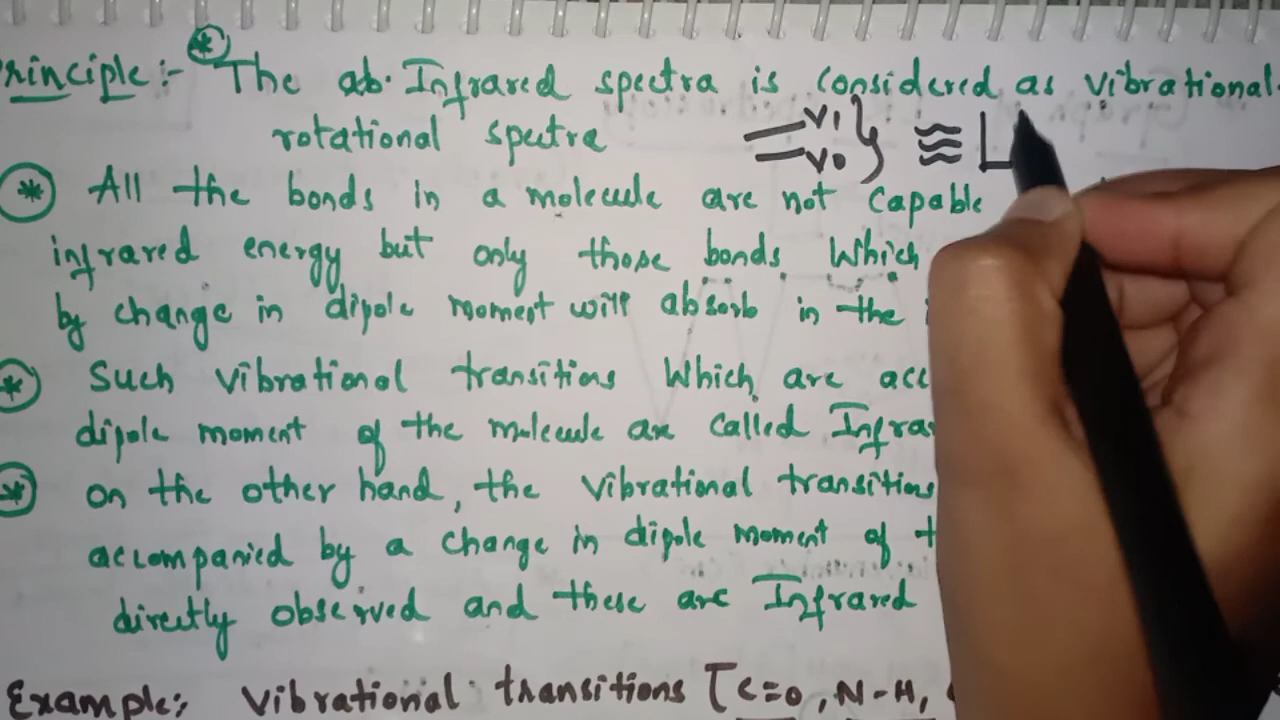 Principle :- * The ab. Infrared spectra is considered as vibrational
rotational spectra V1 V0
* All the bonds in a molecule are not capable
infrared energy but only those bonds which
by change in dipole moment will absorb in the
* Such vibrational transitions which are acc
dipole moment of the molecule are called Infra
* on the other hand, the vibrational transitions
accompanied by a change in dipole moment of
directly observed and these are Infrared
Example:- vibrational transitions [C=O, N-H,